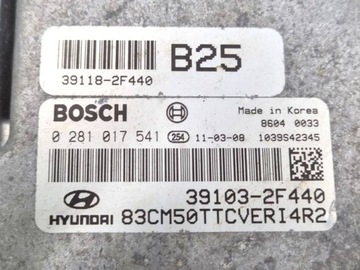 B25
39118-2F440
BOSCH
Made in Korea
8604 0033
0 281 017 541 254 11-03-08 1039S42345
39103-2F440
HYUNDAI 83CM50TTCVERI4R2